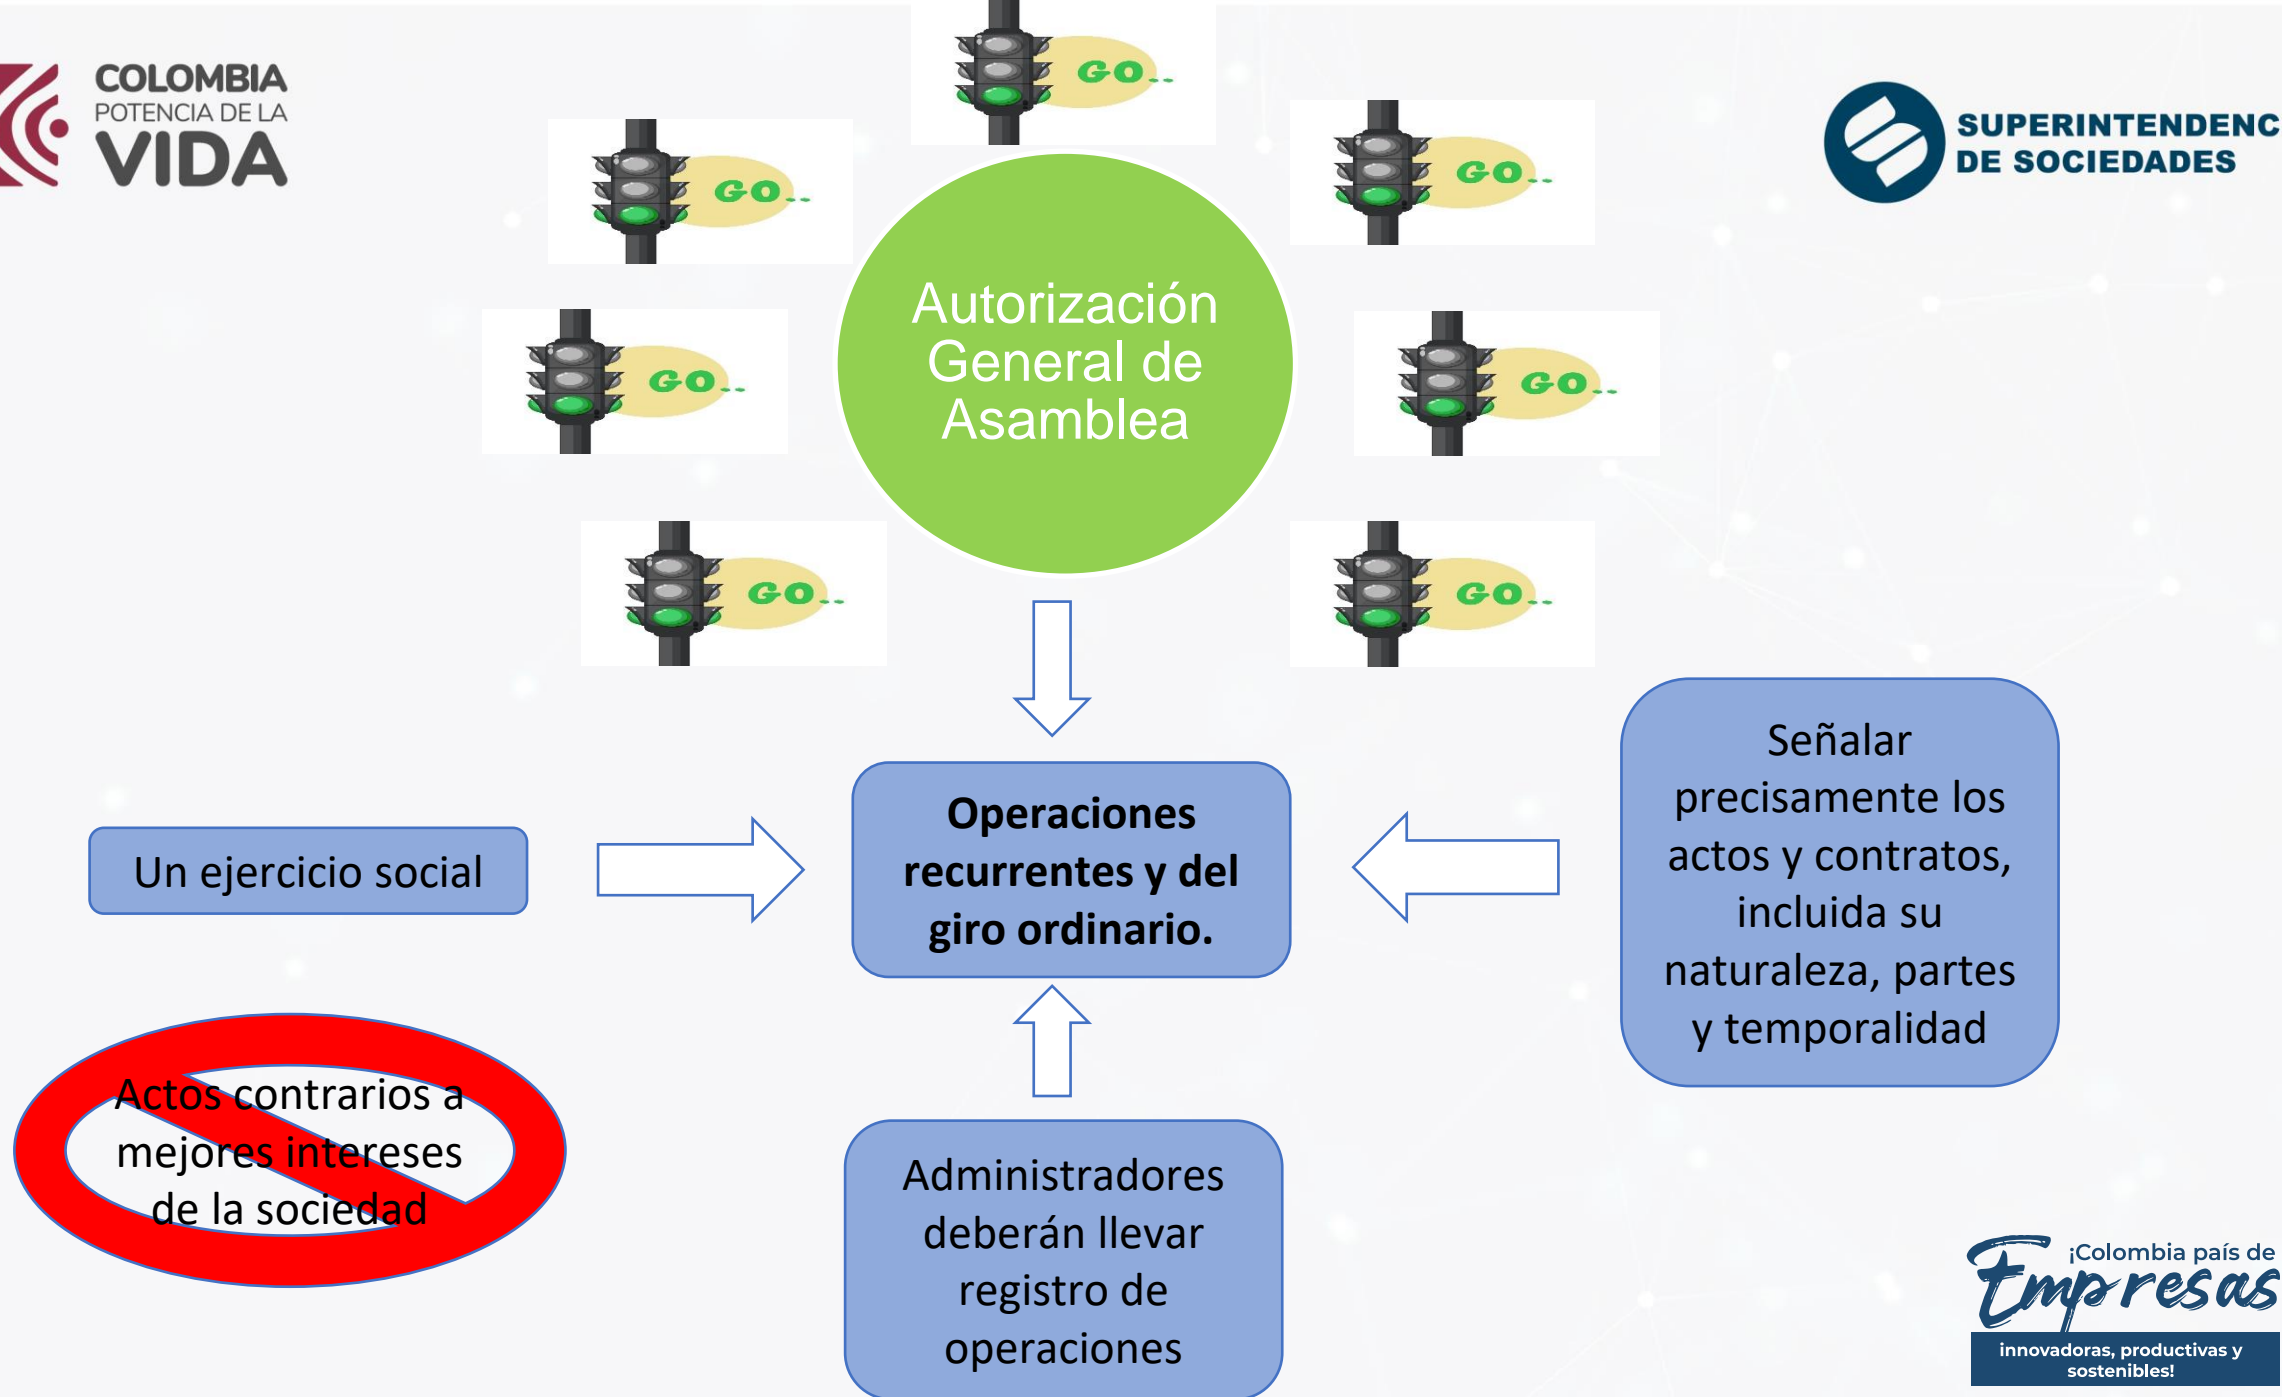 COLOMBIA
POTENCIA DE LA
VIDA
SUPERINTENDENC
DE SOCIEDADES
GO..
GO..
GO..
GO..
GO..
GO..
GO..
Autorización
General de
Asamblea
Un ejercicio social
Operaciones
recurrentes y del
giro ordinario.
Señalar
precisamente los
actos y contratos,
incluida su
naturaleza, partes
y temporalidad
Actos contrarios a
mejores intereses
de la sociedad
Administradores
deberán llevar
registro de
operaciones
¡Colombia país de
Empresas
innovadoras, productivas y
sostenibles!